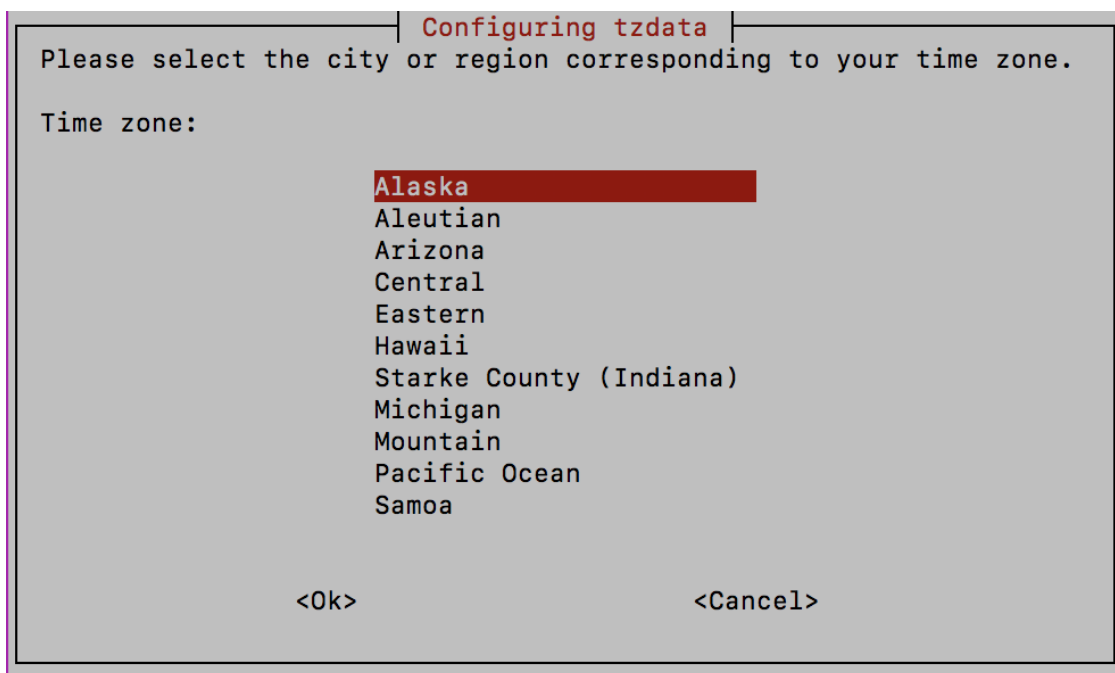 Configuring tzdata
Please select the city or region corresponding to your time zone.
Time zone:
Alaska
Aleutian
Arizona
Central
Eastern
Hawaii
Starke County (Indiana)
Michigan
Mountain
Pacific Ocean
Samoa
<Ok> <Cancel>